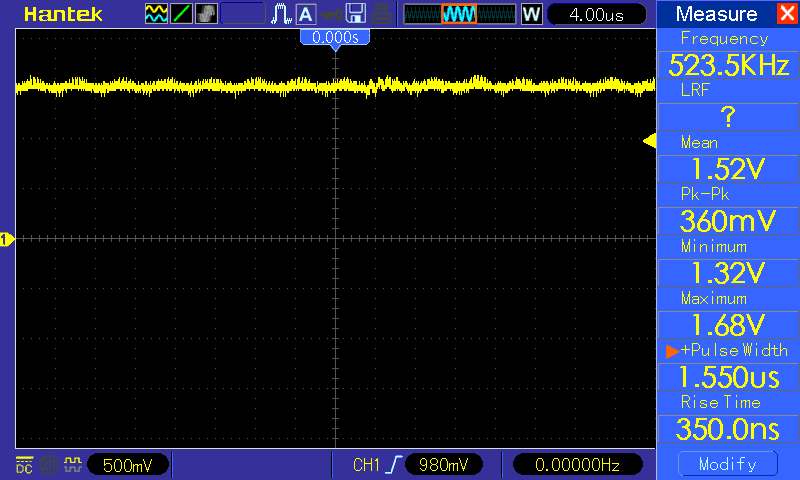 Hantek
A
W
4.00us
Measure
0.000s
Frequency
523.5KHz
LRF
?
Mean
1.52V
Pk-Pk
360mV
Minimum
1.32V
Maximum
1.68V
+Pulse Width
1.550us
Rise Time
350.0ns
1
DC
500mV
CH1
980mV
0.00000Hz
Modify